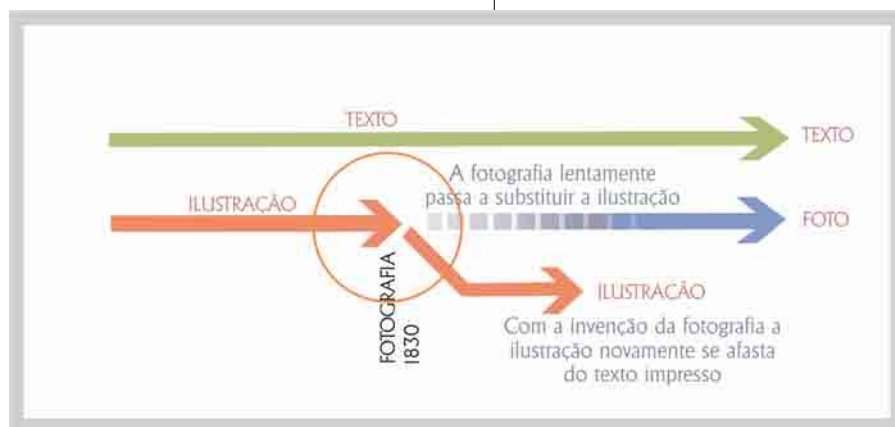 TEXTO
TEXTO
A fotografia lentamente
passa a substituir a ilustração
ILUSTRAÇÃO
FOTO
FOTOGRAFIA
1830
ILUSTRAÇÃO
Com a invenção da fotografia a
ilustração novamente se afasta
do texto impresso